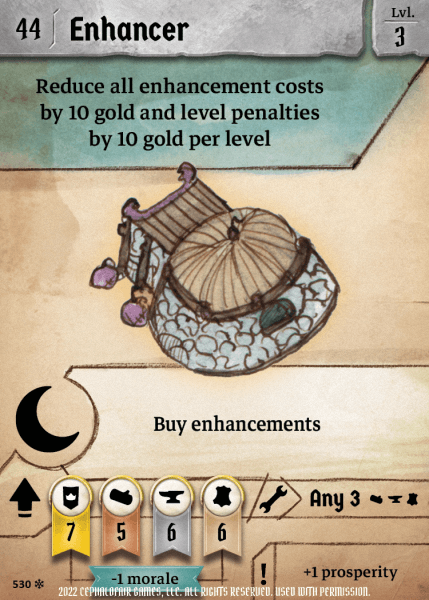 44 Enhancer
Lvl.
3
Reduce all enhancement costs
by 10 gold and level penalties
by 10 gold per level
Buy enhancements
7 5 6 6
Any 3
-1 morale
! +1 prosperity
530
2022 CEPHALOFAIR GAMES, LLC. ALL RIGHTS RESERVED. USED WITH PERMISSION.